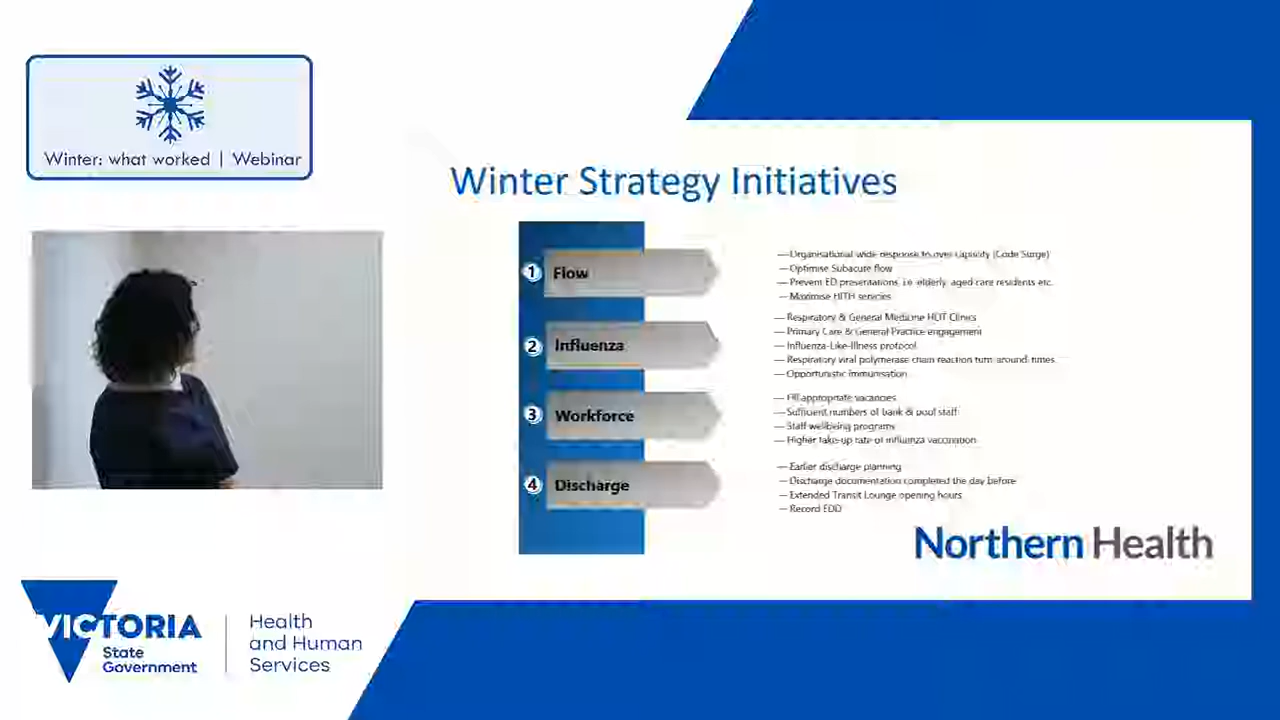 Winter: what worked | Webinar
Winter Strategy Initiatives
1 Flow
— Organisational wide response to over capacity (Code Surge)
— Optimise Subacute flow
— Prevent ED presentations, i.e. elderly, aged care residents etc.
— Maximise HITH services
2 Influenza
— Respiratory & General Medicine HOT Clinics
— Primary Care & General Practice engagement
— Influenza-Like-Illness protocol
— Respiratory viral polymerase chain reaction turn-around-times
— Opportunistic immunisation
3 Workforce
— Fill appropriate vacancies
— Sufficient numbers of bank & pool staff
— Staff wellbeing programs
— Higher take-up rate of influenza vaccination
4 Discharge
— Earlier discharge planning
— Discharge documentation completed the day before
— Extended Transit Lounge opening hours
— Record EDD
Northern Health
VICTORIA
State
Government
Health
and Human
Services